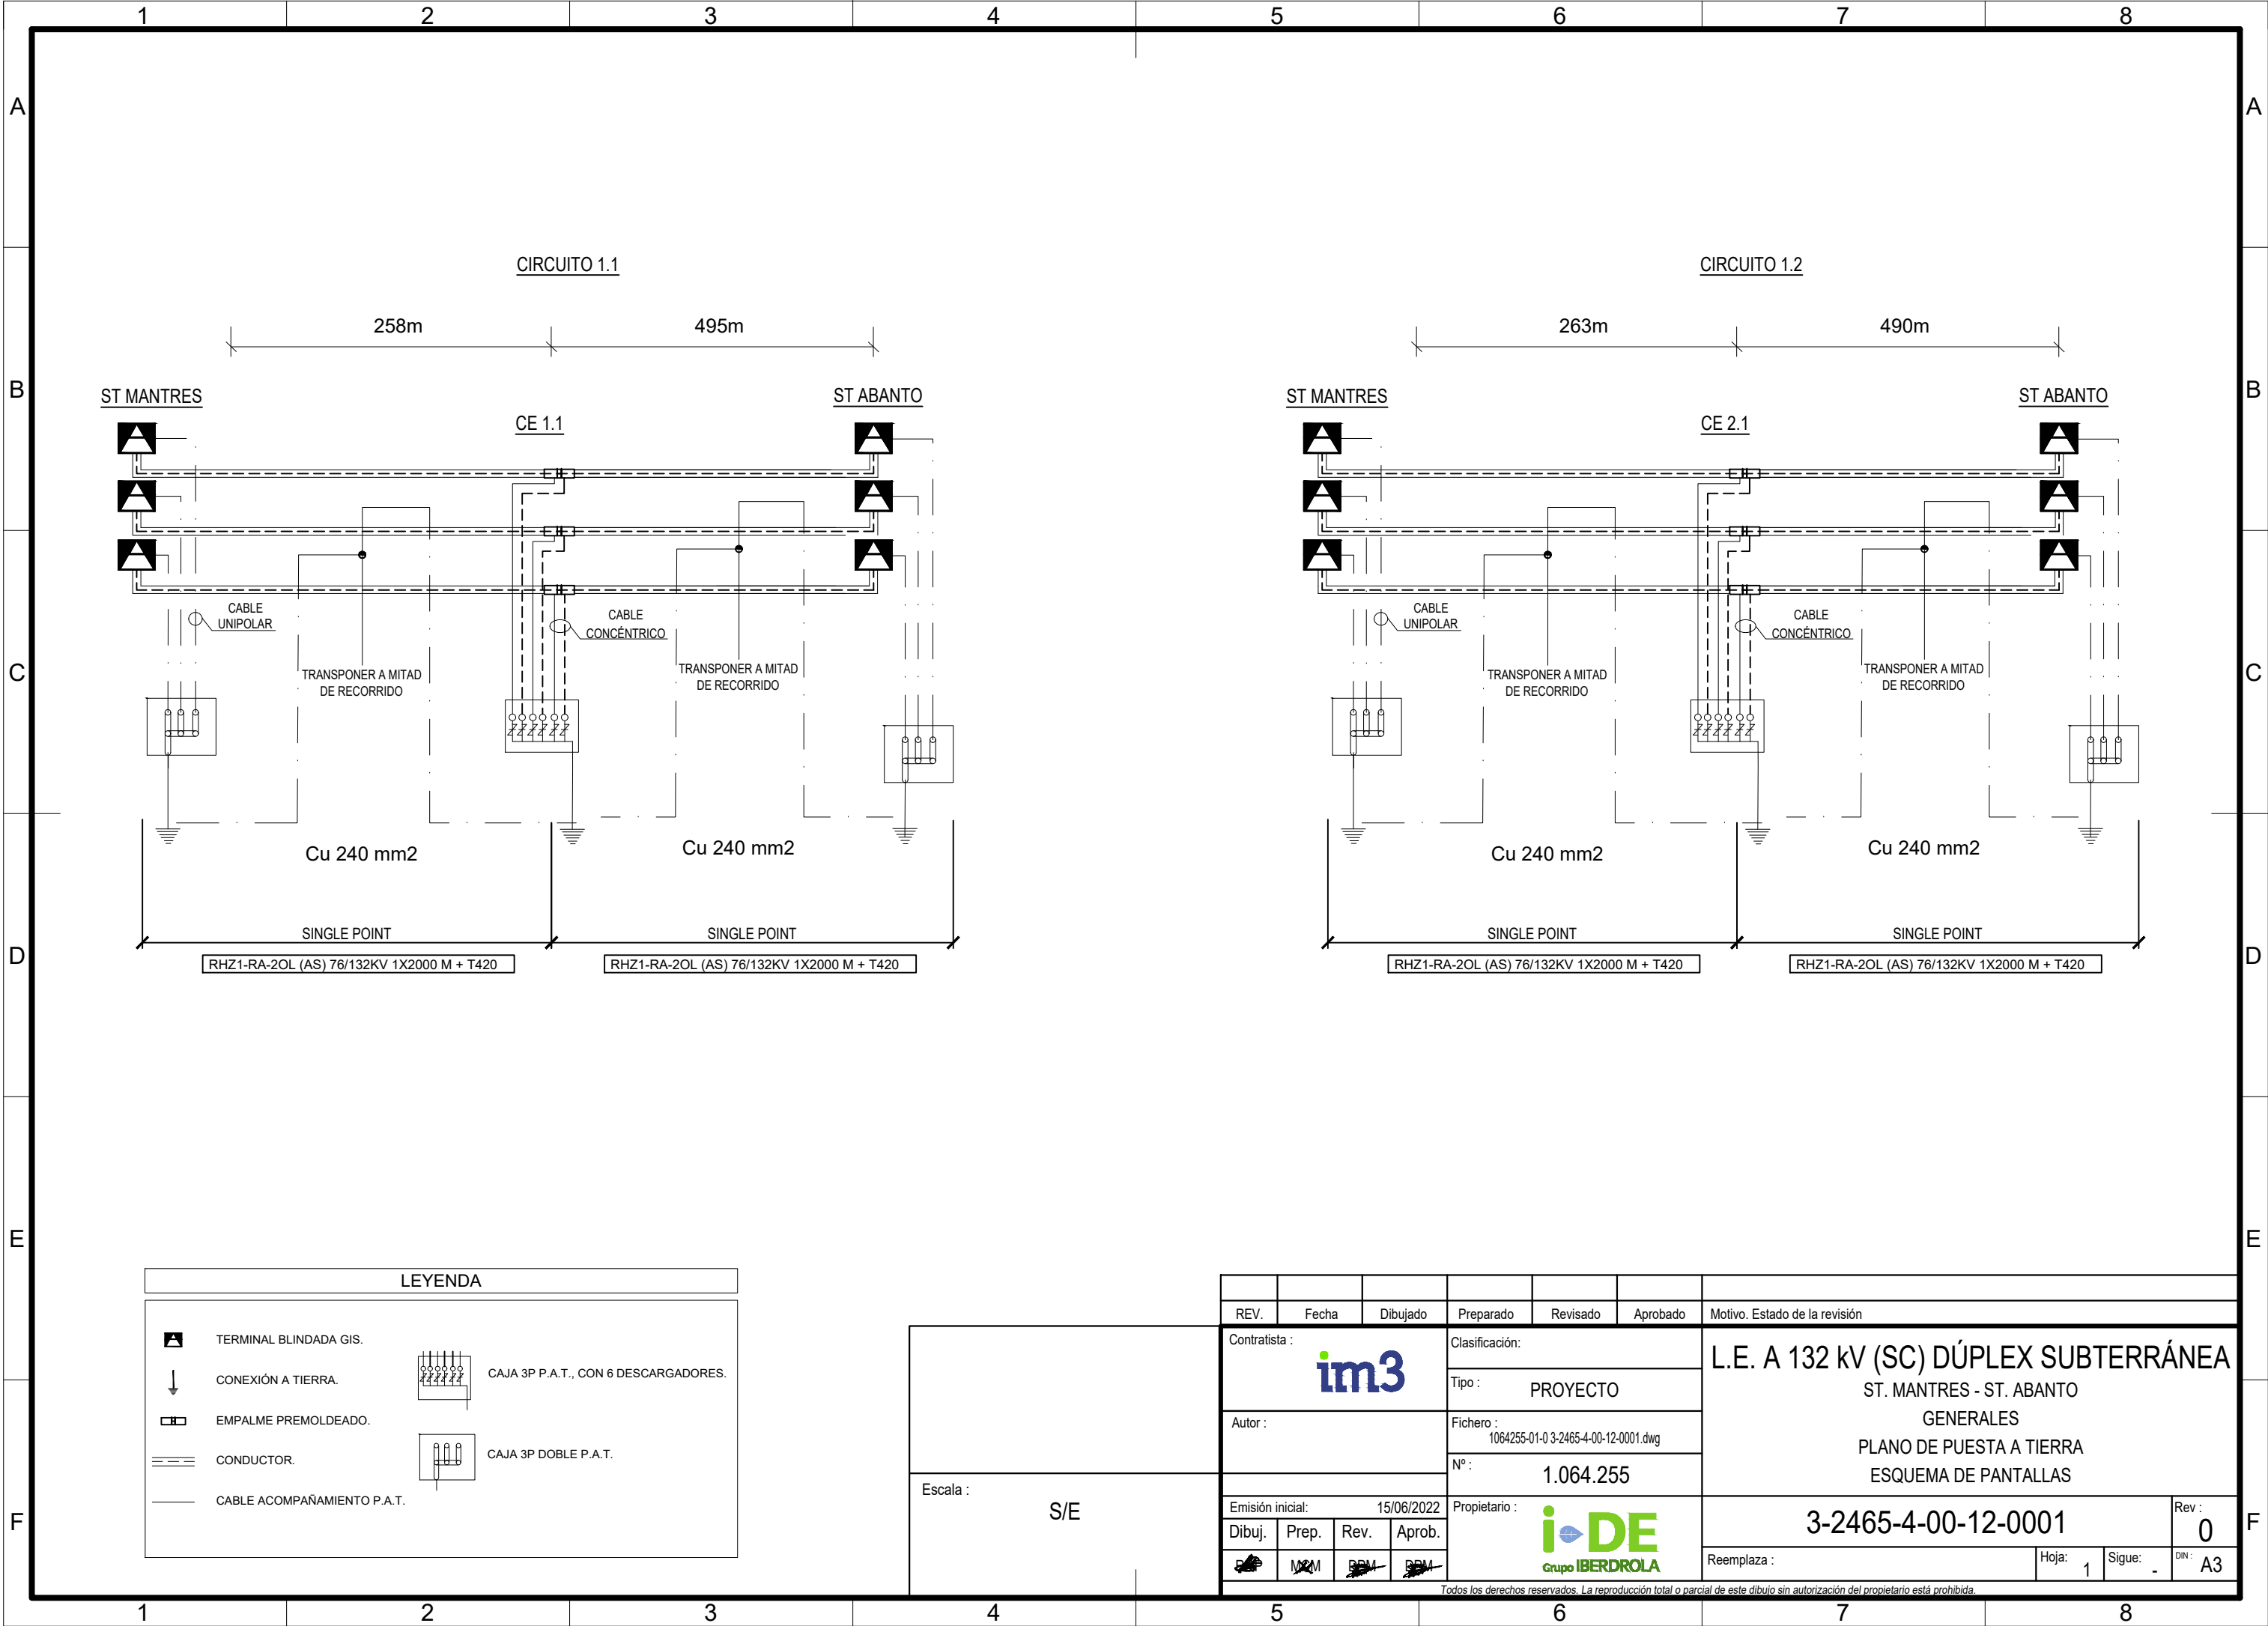 1 2 3 4 5 6 7 8
A A
B B
C C
D D
E E
F F
CIRCUITO 1.1
258m 495m
ST MANTRES
ST ABANTO
CE 1.1
CABLE
UNIPOLAR
CABLE
CONCÉNTRICO
TRANSPONER A MITAD
DE RECORRIDO
TRANSPONER A MITAD
DE RECORRIDO
Cu 240 mm2
Cu 240 mm2
SINGLE POINT
SINGLE POINT
RHZ1-RA-2OL (AS) 76/132KV 1X2000 M + T420
RHZ1-RA-2OL (AS) 76/132KV 1X2000 M + T420
CIRCUITO 1.2
263m 490m
ST MANTRES
ST ABANTO
CE 2.1
CABLE
UNIPOLAR
CABLE
CONCÉNTRICO
TRANSPONER A MITAD
DE RECORRIDO
TRANSPONER A MITAD
DE RECORRIDO
Cu 240 mm2
Cu 240 mm2
SINGLE POINT
SINGLE POINT
RHZ1-RA-2OL (AS) 76/132KV 1X2000 M + T420
RHZ1-RA-2OL (AS) 76/132KV 1X2000 M + T420
LEYENDA
TERMINAL BLINDADA GIS.
CONEXIÓN A TIERRA.
EMPALME PREMOLDEADO.
CONDUCTOR.
CABLE ACOMPAÑAMIENTO P.A.T.
CAJA 3P P.A.T., CON 6 DESCARGADORES.
CAJA 3P DOBLE P.A.T.
Escala :
S/E
REV. Fecha Dibujado Preparado Revisado Aprobado Motivo. Estado de la revisión
Contratista :
im3
Autor :
Clasificación:
Tipo : PROYECTO
Fichero :
1064255-01-0 3-2465-4-00-12-0001.dwg
Nº :
1.064.255
Emisión inicial: 15/06/2022
Dibuj. Prep. Rev. Aprob.
Propietario :
i-DE
Grupo IBERDROLA
L.E. A 132 kV (SC) DÚPLEX SUBTERRÁNEA
ST. MANTRES - ST. ABANTO
GENERALES
PLANO DE PUESTA A TIERRA
ESQUEMA DE PANTALLAS
3-2465-4-00-12-0001
Rev :
0
Reemplaza :
Hoja: 1
Sigue: -
DIN : A3
Todos los derechos reservados. La reproducción total o parcial de este dibujo sin autorización del propietario está prohibida.
1 2 3 4 5 6 7 8